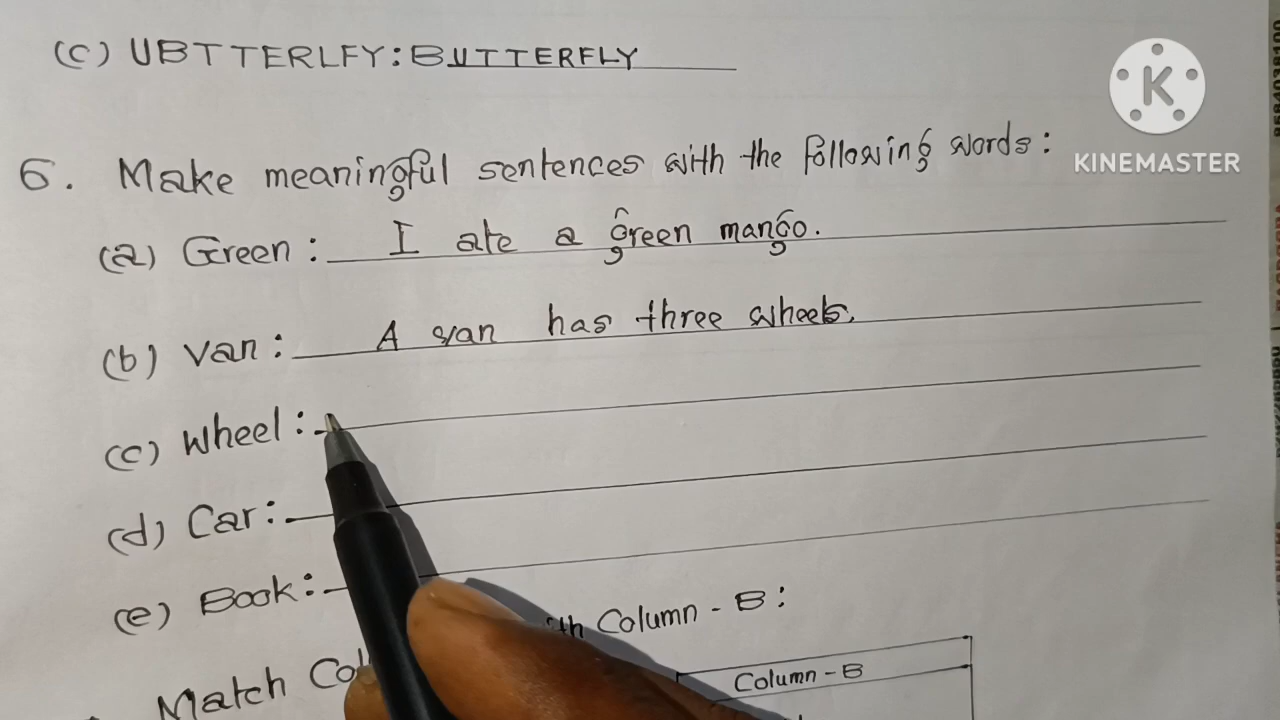 (c) UBTTERLFY: BUTTERFLY
KINEMASTER
6. Make meaningful sentences with the following words:
(a) Green: I ate a green mango.
(b) Van: A van has three wheels.
(c) Wheel:
(d) Car:
(e) Book:
Match Column-B:
Column-B